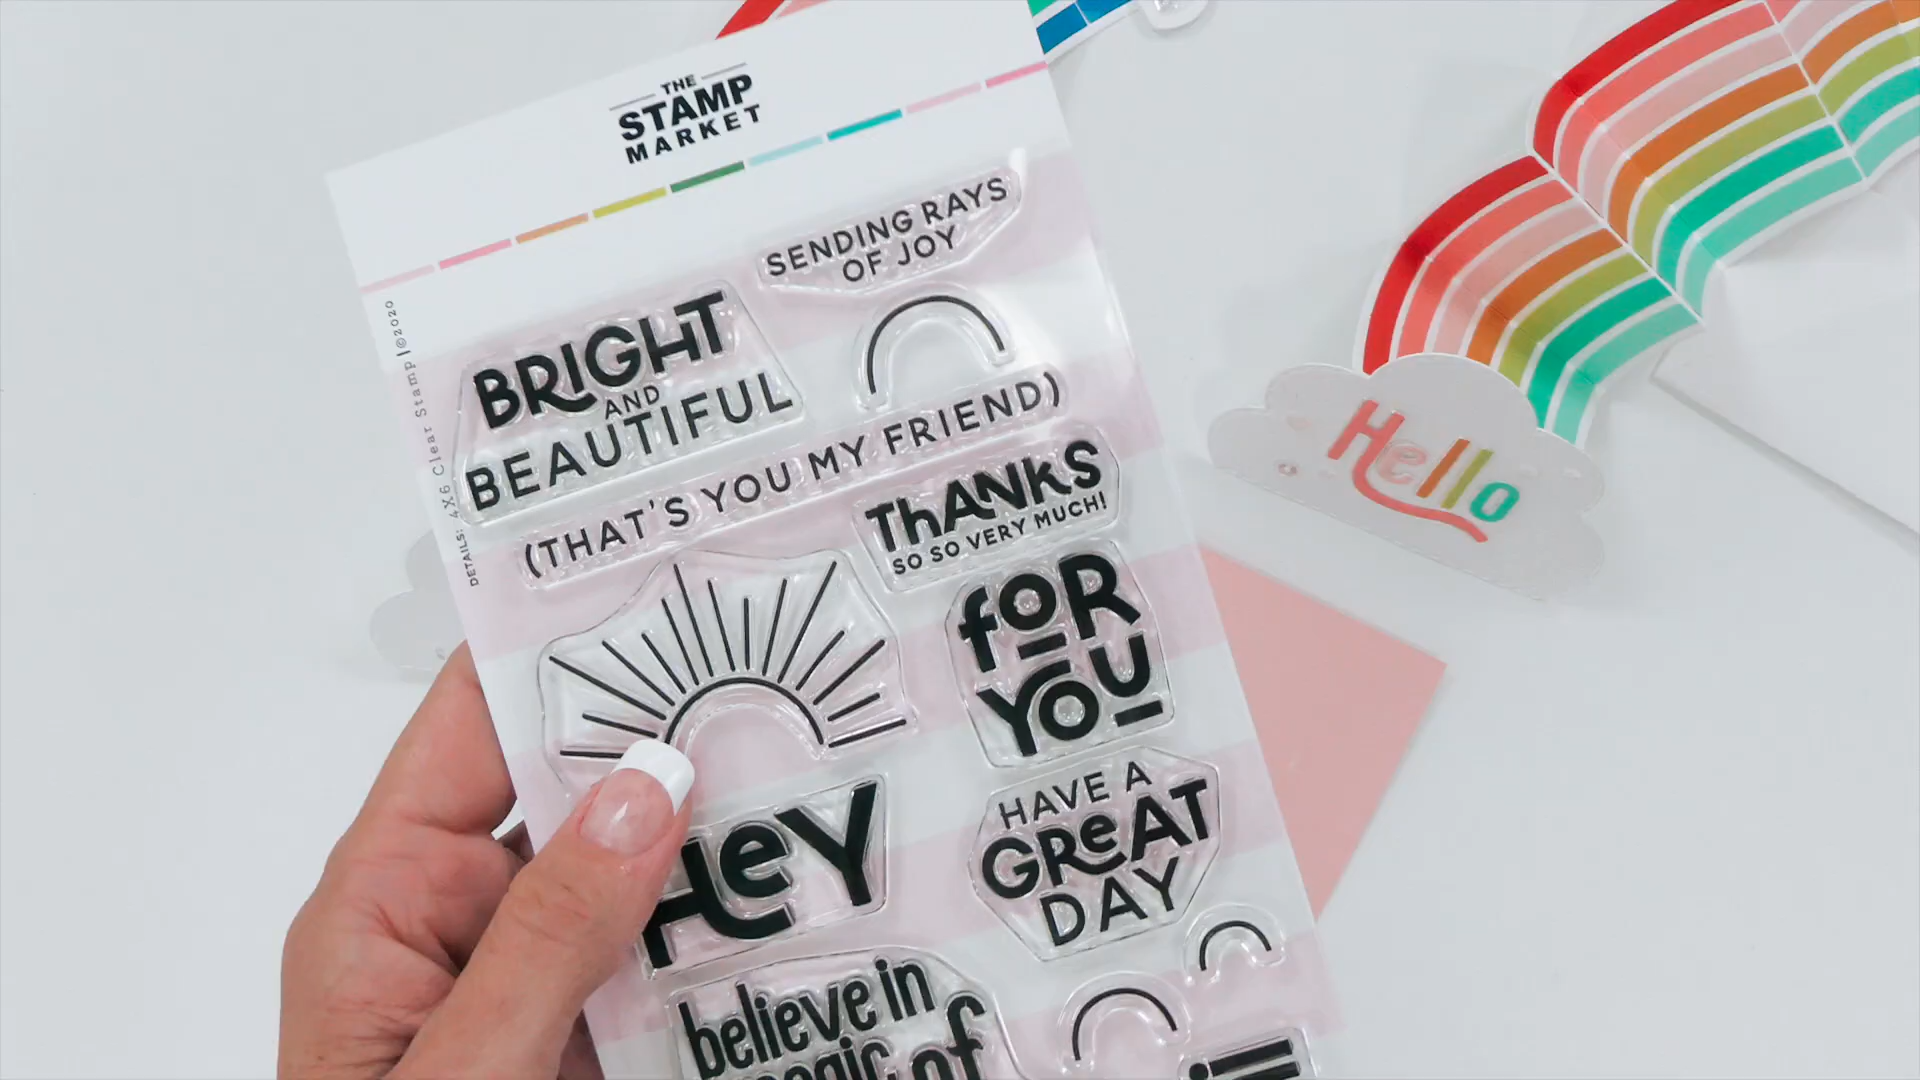 THE
STAMP
MARKET
SENDING RAYS
OF JOY
BRIGHT
AND
BEAUTIFUL
(THAT'S YOU MY FRIEND)
THANKS
SO SO VERY MUCH!
FOR
YOU
HEY
HAVE A
GREAT
DAY
believe in
of
DETAILS: 4X6 Clear Stamp|©2020
Hello